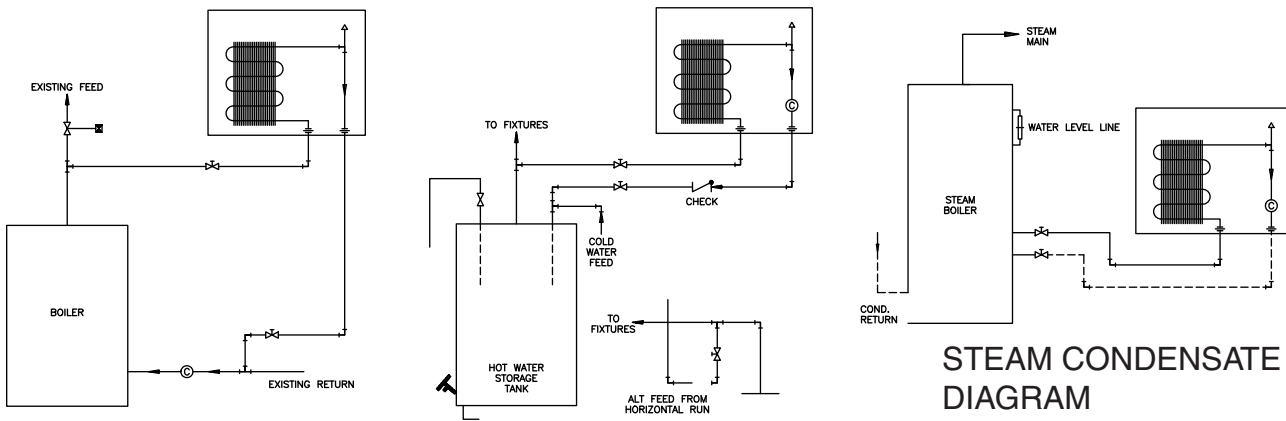 EXISTING FEED
BOILER
C
EXISTING RETURN
TO FIXTURES
C
CHECK
COLD
WATER
FEED
HOT WATER
STORAGE
TANK
TO
FIXTURES
ALT FEED FROM
HORIZONTAL RUN
STEAM
MAIN
WATER LEVEL LINE
STEAM
BOILER
C
COND.
RETURN
STEAM CONDENSATE
DIAGRAM